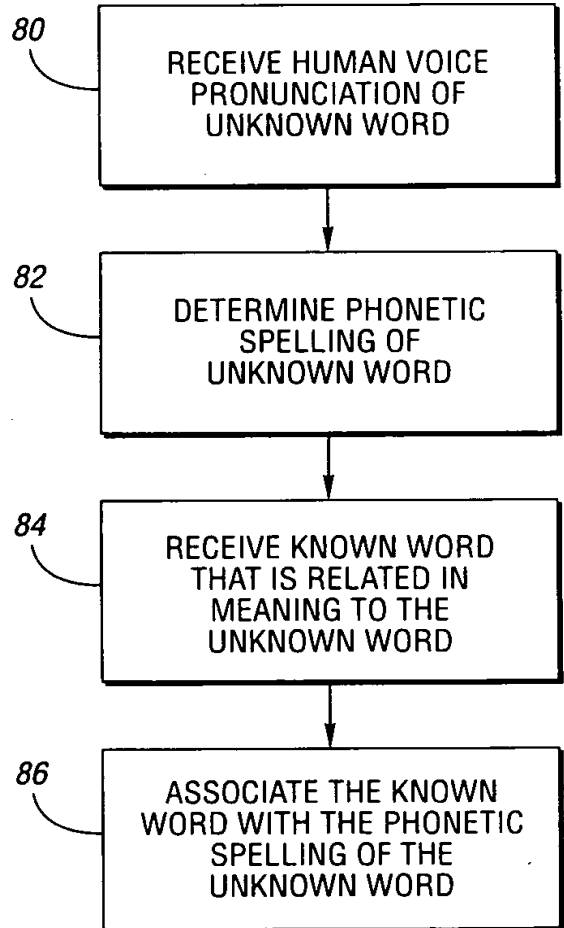 80
RECEIVE HUMAN VOICE
PRONUNCIATION OF
UNKNOWN WORD
82
DETERMINE PHONETIC
SPELLING OF
UNKNOWN WORD
84
RECEIVE KNOWN WORD
THAT IS RELATED IN
MEANING TO THE
UNKNOWN WORD
86
ASSOCIATE THE KNOWN
WORD WITH THE PHONETIC
SPELLING OF THE
UNKNOWN WORD